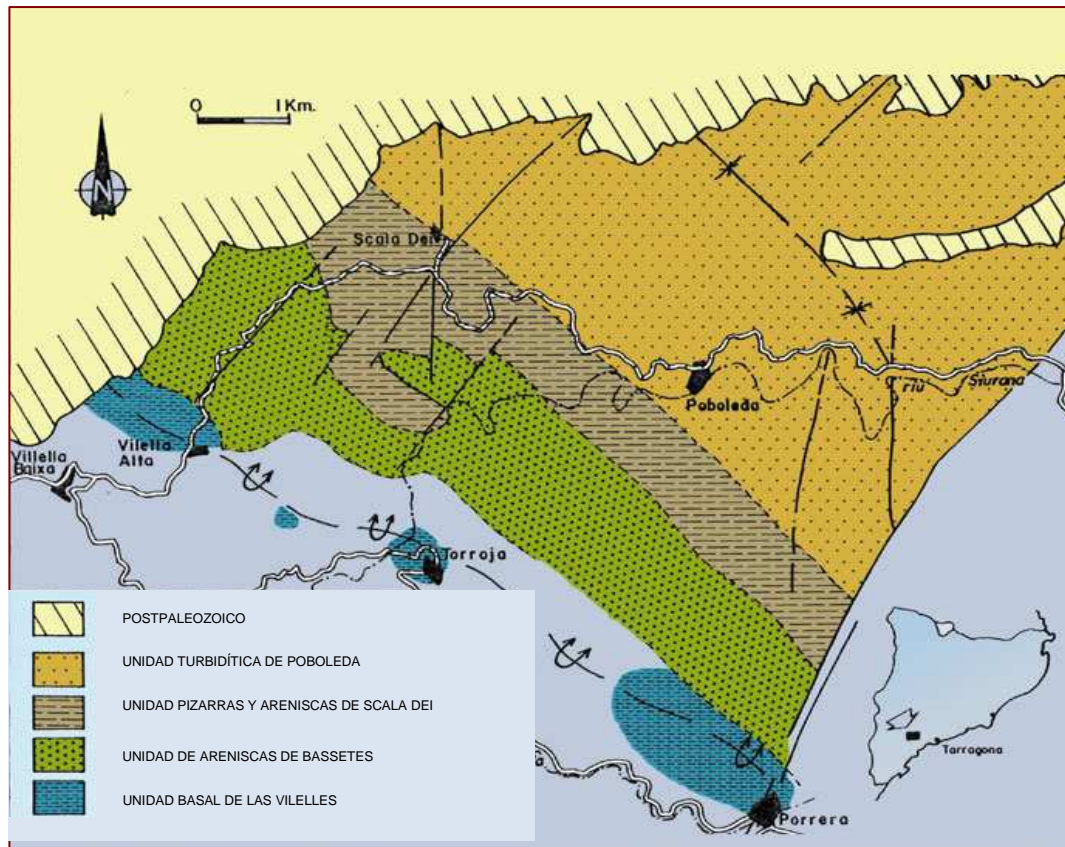 0 1 Km.
N
Scala Dei
Poboleda
riu Siurana
Vilella Alta
Villella Baixa
Torroja
Porrera
Tarragona
POSTPALEOZOICO
UNIDAD TURBIDÍTICA DE POBOLEDA
UNIDAD PIZARRAS Y ARENISCAS DE SCALA DEI
UNIDAD DE ARENISCAS DE BASSETES
UNIDAD BASAL DE LAS VILELLES